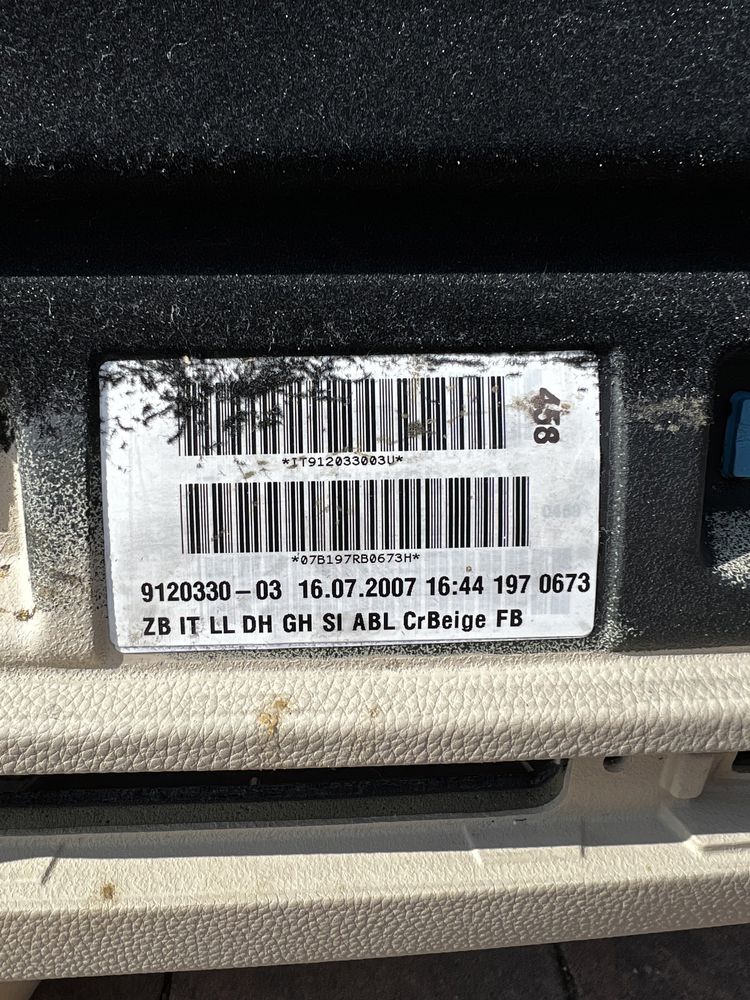 458
*IT912033003U*
*07B197RB0673H*
9120330-03 16.07.2007 16:44 197 0673
ZB IT LL DH GH SI ABL CrBeige FB